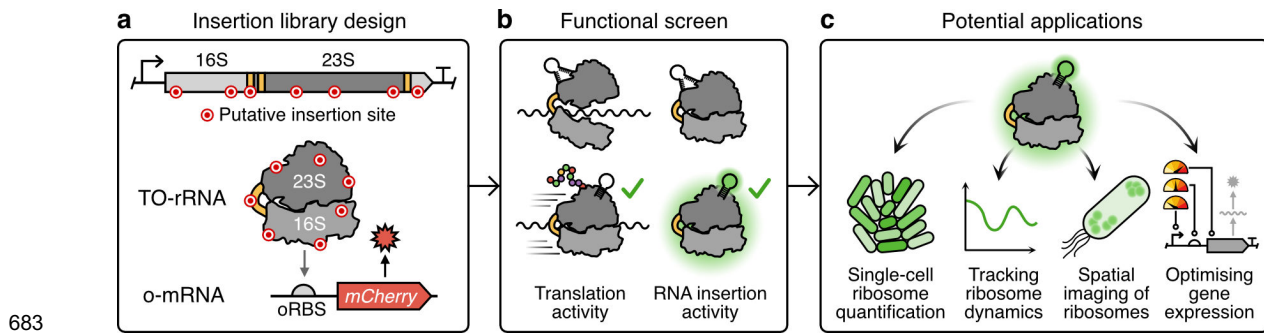 a Insertion library design
16S 23S
Putative insertion site
TO-rRNA
23S
16S
o-mRNA
oRBS
mCherry
b Functional screen
Translation
activity
RNA insertion
activity
c Potential applications
Single-cell
ribosome
quantification
Tracking
ribosome
dynamics
Spatial
imaging of
ribosomes
Optimising
gene
expression
683